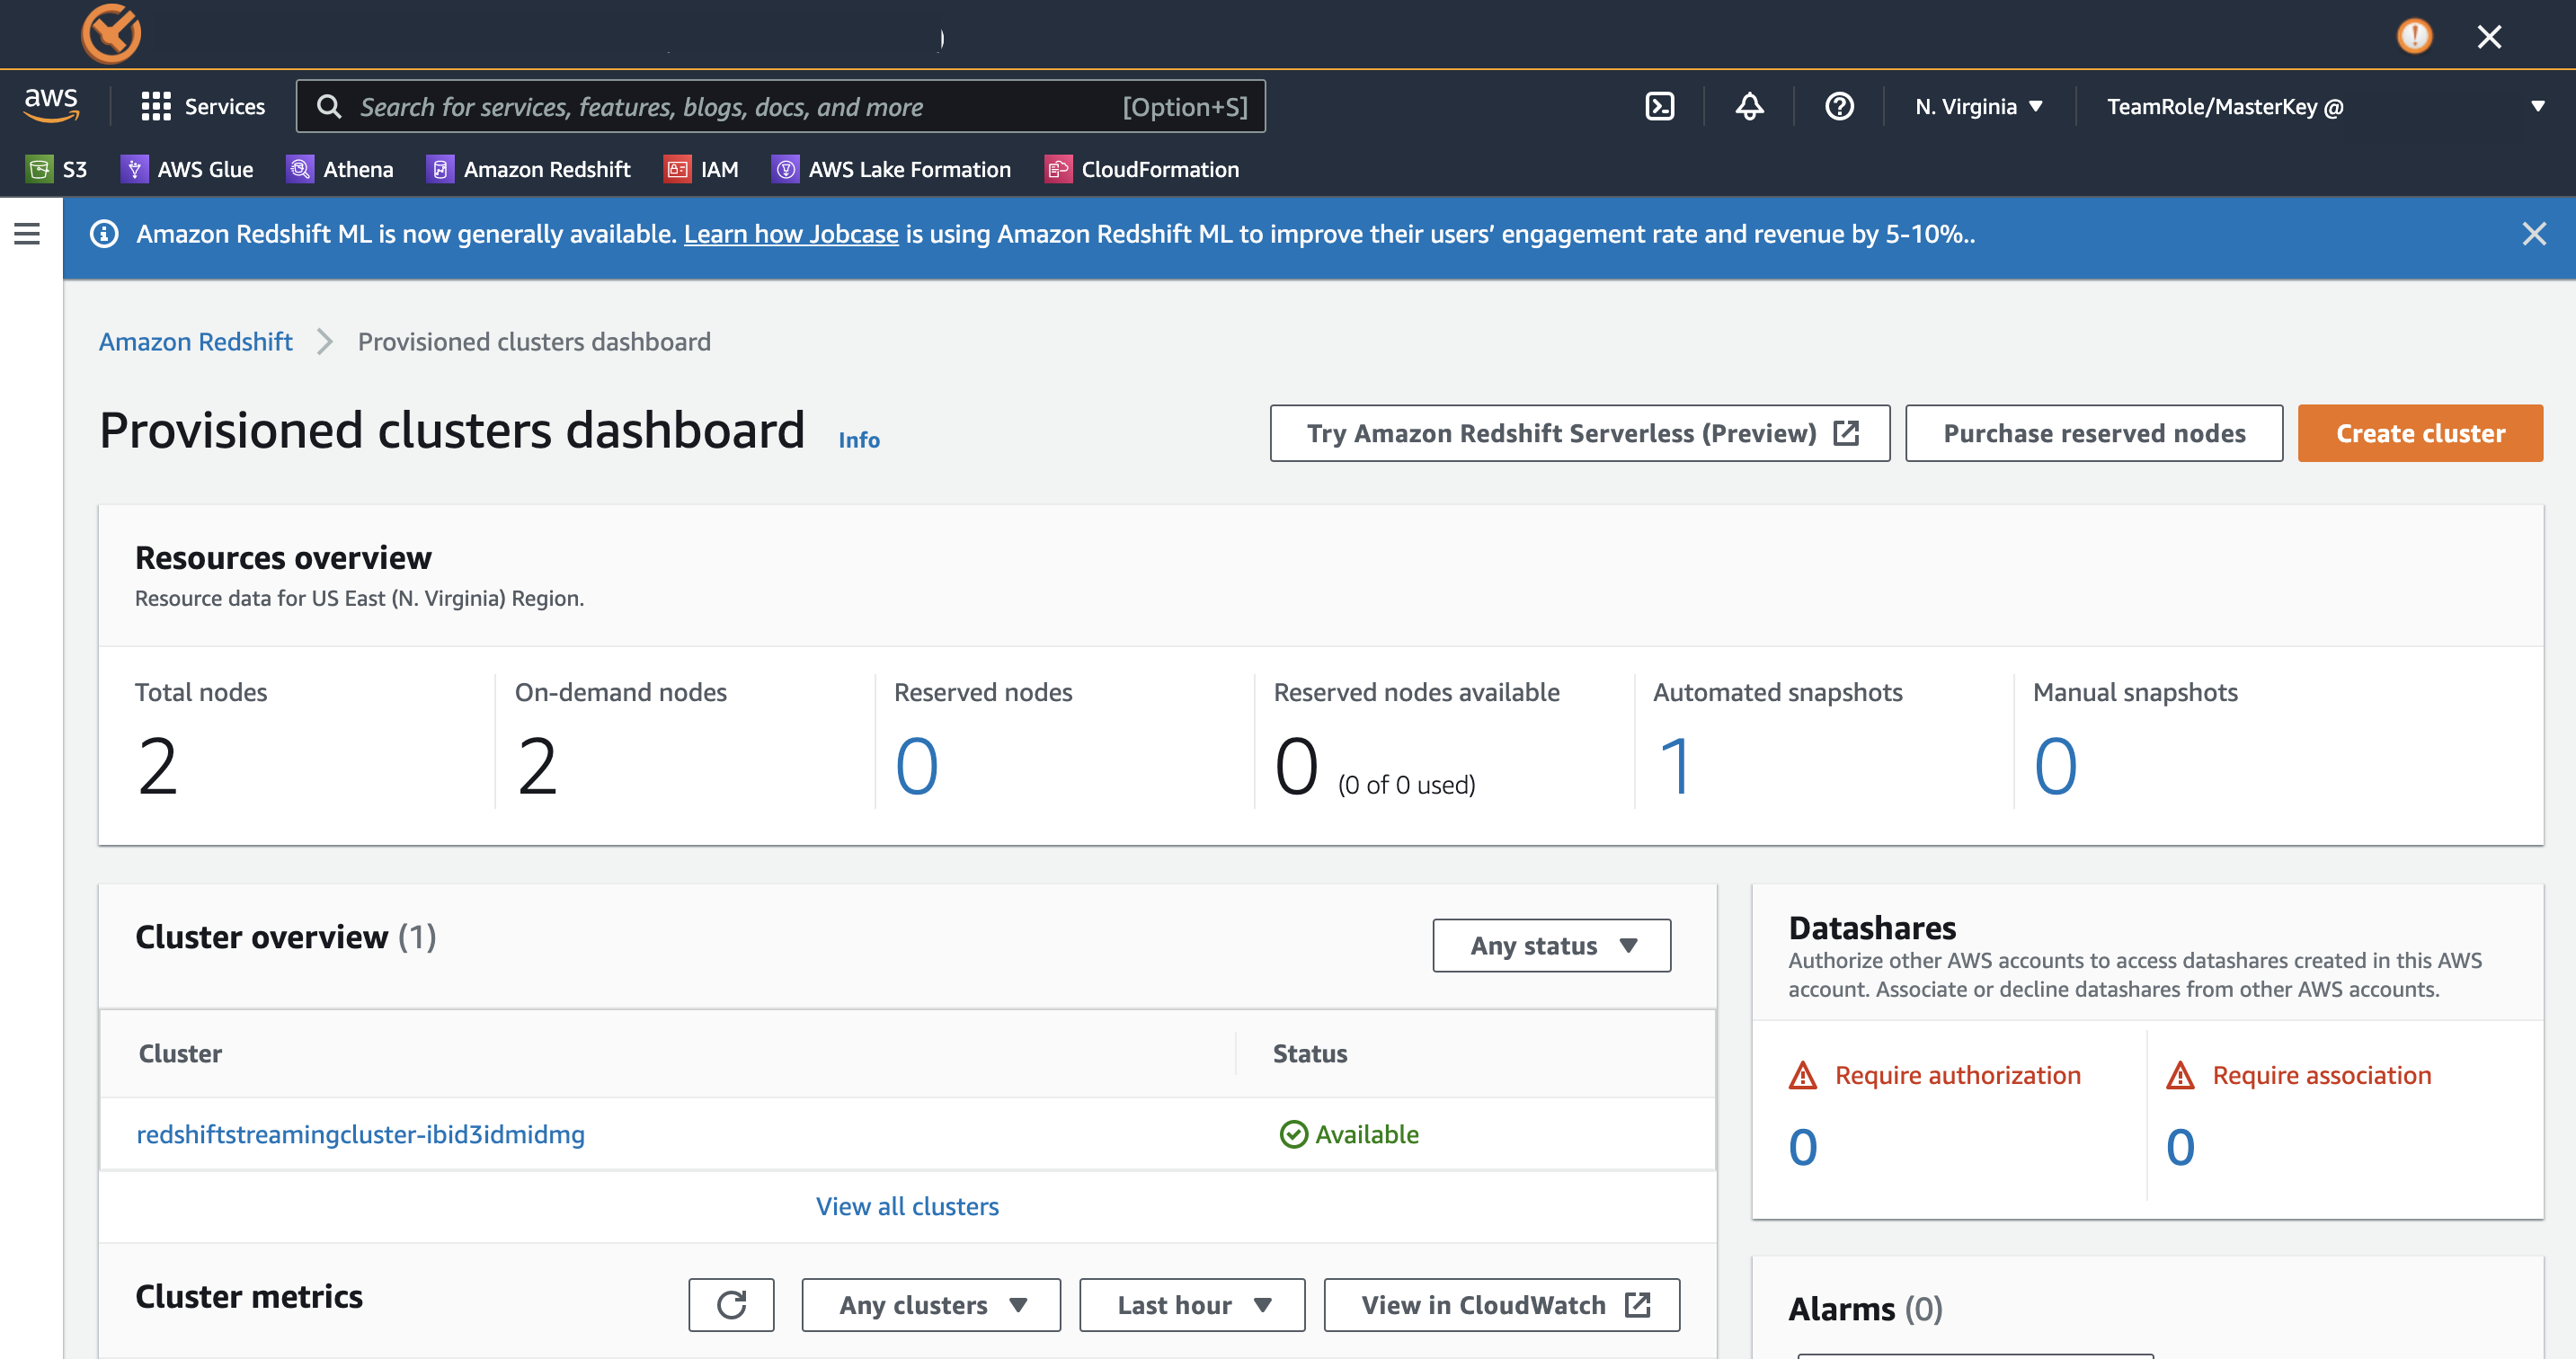 )
aws
Services
Search for services, features, blogs, docs, and more [Option+S]
N. Virginia
TeamRole/MasterKey @
S3
AWS Glue
Athena
Amazon Redshift
IAM
AWS Lake Formation
CloudFormation
Amazon Redshift ML is now generally available. Learn how Jobcase is using Amazon Redshift ML to improve their users’ engagement rate and revenue by 5-10%..
Amazon Redshift
Provisioned clusters dashboard
Provisioned clusters dashboard
Info
Try Amazon Redshift Serverless (Preview)
Purchase reserved nodes
Create cluster
Resources overview
Resource data for US East (N. Virginia) Region.
Total nodes
2
On-demand nodes
2
Reserved nodes
0
Reserved nodes available
0 (0 of 0 used)
Automated snapshots
1
Manual snapshots
0
Cluster overview (1)
Any status
Cluster
Status
redshiftstreamingcluster-ibid3idmidmg
Available
View all clusters
Cluster metrics
Any clusters
Last hour
View in CloudWatch
Datashares
Authorize other AWS accounts to access datashares created in this AWS
account. Associate or decline datashares from other AWS accounts.
Require authorization
0
Require association
0
Alarms (0)